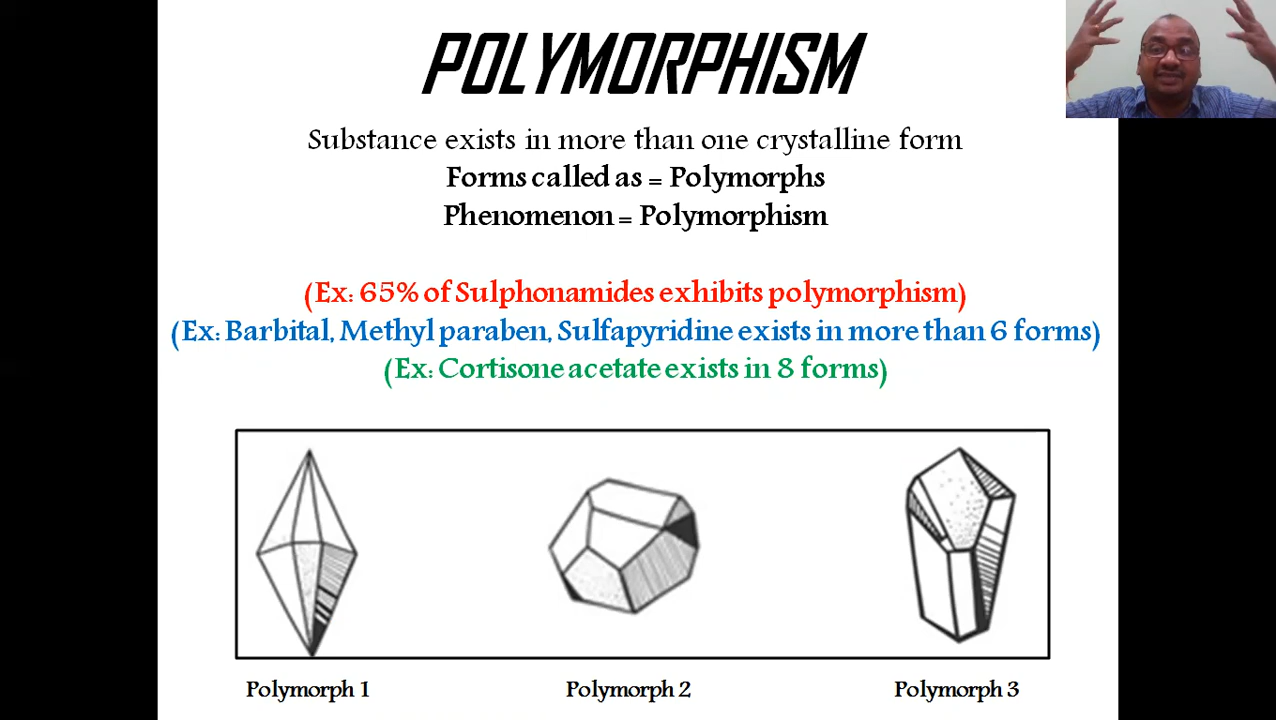 POLYMORPHISM
Substance exists in more than one crystalline form
Forms called as = Polymorphs
Phenomenon = Polymorphism
(Ex: 65% of Sulphonamides exhibits polymorphism)
(Ex: Barbital, Methyl paraben, Sulfapyridine exists in more than 6 forms)
(Ex: Cortisone acetate exists in 8 forms)
Polymorph 1
Polymorph 2
Polymorph 3